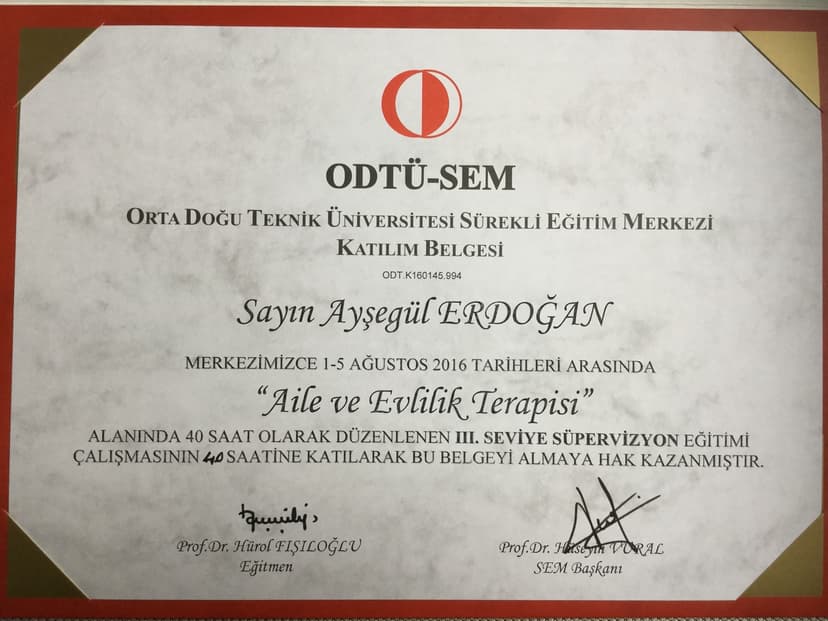 ODTÜ-SEM
ORTA DOĞU TEKNİK ÜNİVERSİTESİ SÜREKLİ EĞİTİM MERKEZİ
KATILIM BELGESİ
ODT.K160145.994
Sayın Ayşegül ERDOĞAN
MERKEZİMİZCE 1-5 AĞUSTOS 2016 TARİHLERİ ARASINDA
“Aile ve Evlilik Terapisi”
ALANINDA 40 SAAT OLARAK DÜZENLENEN III. SEVİYE SÜPERVİZYON EĞİTİMİ
ÇALIŞMASININ 40 SAATİNE KATILARAK BU BELGEYİ ALMAYA HAK KAZANMIŞTIR.
Prof.Dr. Hürol FIŞILOĞLU
Eğitmen
Prof.Dr. Hüseyin VURAL
SEM Başkanı